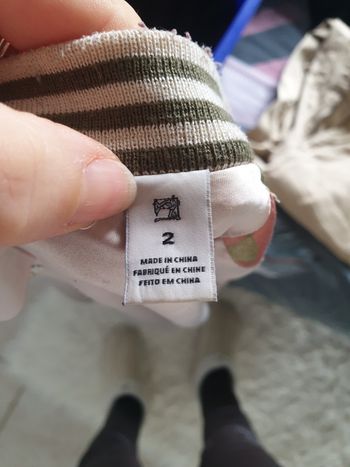 2
MADE IN CHINA
FABRIQUÉ EN CHINE
FEITO EM CHINA